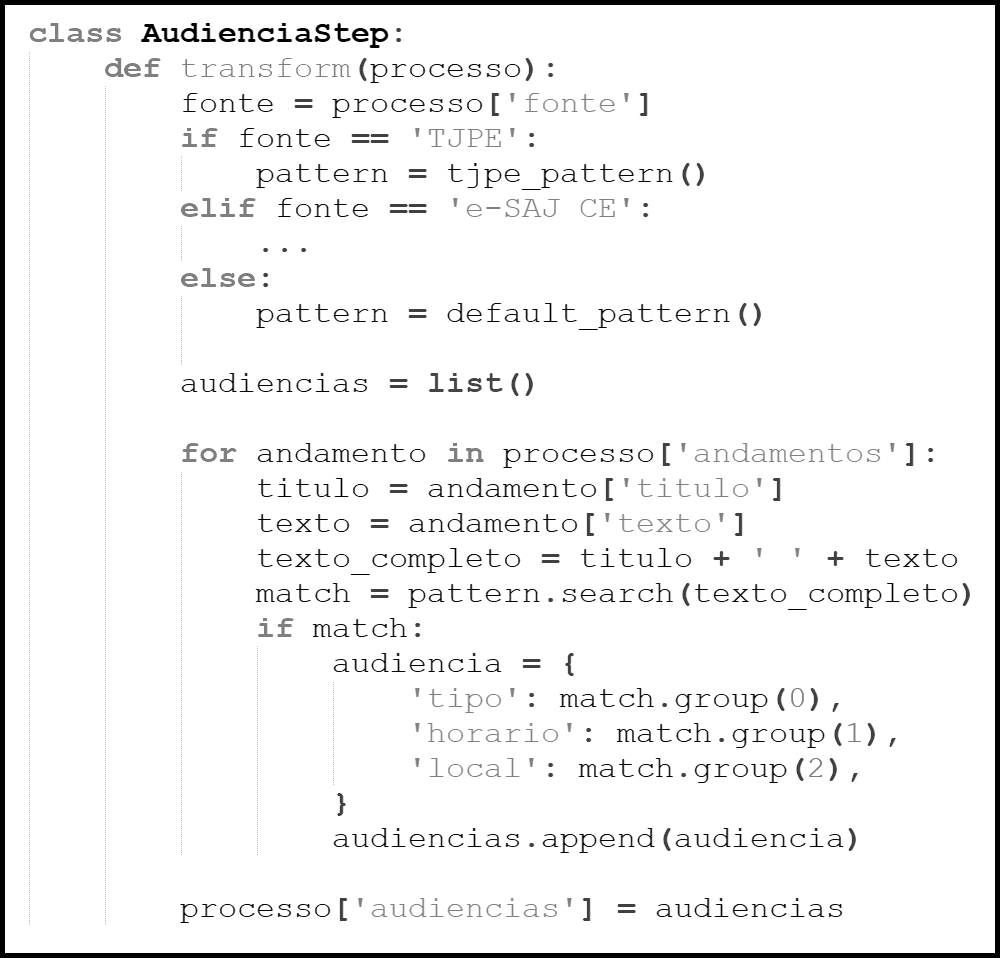 class AudienciaStep:
    def transform(processo):
        fonte = processo['fonte']
        if fonte == 'TJPE':
            pattern = tjpe_pattern()
        elif fonte == 'e-SAJ CE':
            ...
        else:
            pattern = default_pattern()

        audiencias = list()

        for andamento in processo['andamentos']:
            titulo = andamento['titulo']
            texto = andamento['texto']
            texto_completo = titulo + ' ' + texto
            match = pattern.search(texto_completo)
            if match:
                audiencia = {
                    'tipo': match.group(0),
                    'horario': match.group(1),
                    'local': match.group(2),
                }
                audiencias.append(audiencia)

        processo['audiencias'] = audiencias